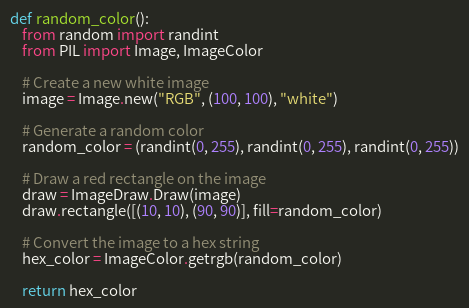 def random_color():
    from random import randint
    from PIL import Image, ImageColor

    # Create a new white image
    image = Image.new("RGB", (100, 100), "white")

    # Generate a random color
    random_color = (randint(0, 255), randint(0, 255), randint(0, 255))

    # Draw a red rectangle on the image
    draw = ImageDraw.Draw(image)
    draw.rectangle([(10, 10), (90, 90)], fill=random_color)

    # Convert the image to a hex string
    hex_color = ImageColor.getrgb(random_color)

    return hex_color